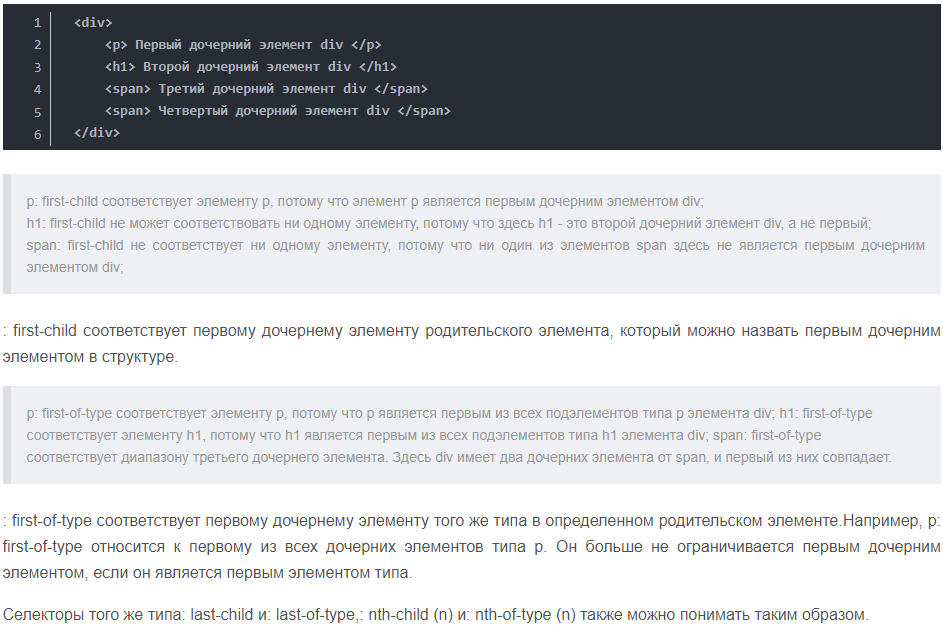 1 <div>
2 <p> Первый дочерний элемент div </p>
3 <h1> Второй дочерний элемент div </h1>
4 <span> Третий дочерний элемент div </span>
5 <span> Четвертый дочерний элемент div </span>
6 </div>
p: first-child соответствует элементу p, потому что элемент p является первым дочерним элементом div;
h1: first-child не может соответствовать ни одному элементу, потому что здесь h1 - это второй дочерний элемент div, а не первый;
span: first-child не соответствует ни одному элементу, потому что ни один из элементов span здесь не является первым дочерним
элементом div;
: first-child соответствует первому дочернему элементу родительского элемента, который можно назвать первым дочерним
элементом в структуре.
p: first-of-type соответствует элементу p, потому что p является первым из всех подэлементов типа p элемента div; h1: first-of-type
соответствует элементу h1, потому что h1 является первым из всех подэлементов типа h1 элемента div; span: first-of-type
соответствует диапазону третьего дочернего элемента. Здесь div имеет два дочерних элемента от span, и первый из них совпадает.
: first-of-type соответствует первому дочернему элементу того же типа в определенном родительском элементе.Например, p:
first-of-type относится к первому из всех дочерних элементов типа p. Он больше не ограничивается первым дочерним
элементом, если он является первым элементом типа.
Селекторы того же типа: last-child и: last-of-type,: nth-child (n) и: nth-of-type (n) также можно понимать таким образом.